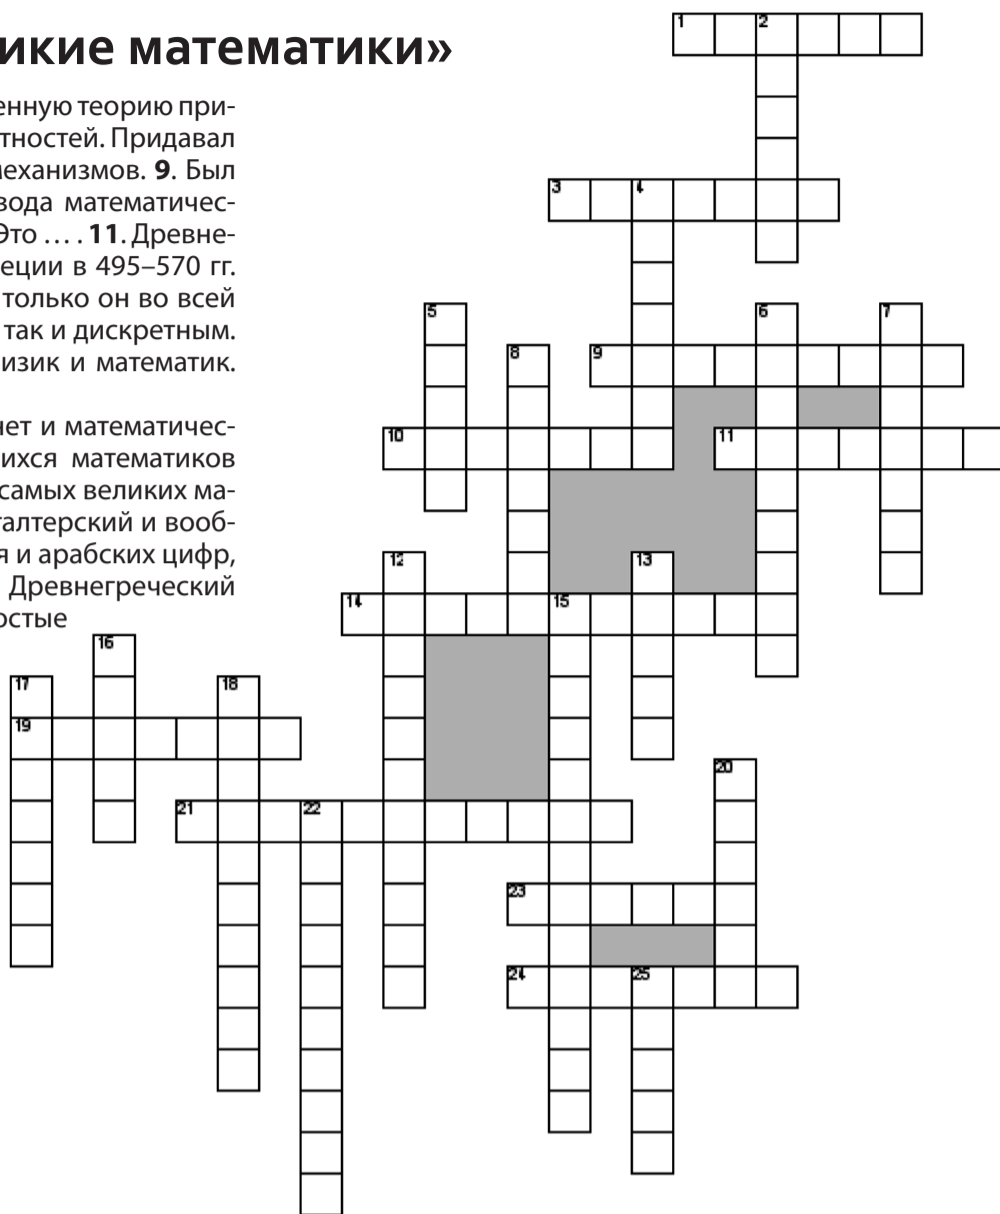 икие математики»
енную теорию при-
тностей. Придавал
механизмов. 9. Был
вода математичес-
Это .... 11. Древне-
еции в 495–570 гг.
только он во всей
так и дискретным.
изик и математик.
чет и математичес-
ихся математиков
самых великих ма-
галтерский и вооб-
я и арабских цифр,
Древнегреческий
остые
1 2
3 4
5 6 7
8 9
10 11
12 13
14 15
16
17 18
19
20
21 22
23
24 25